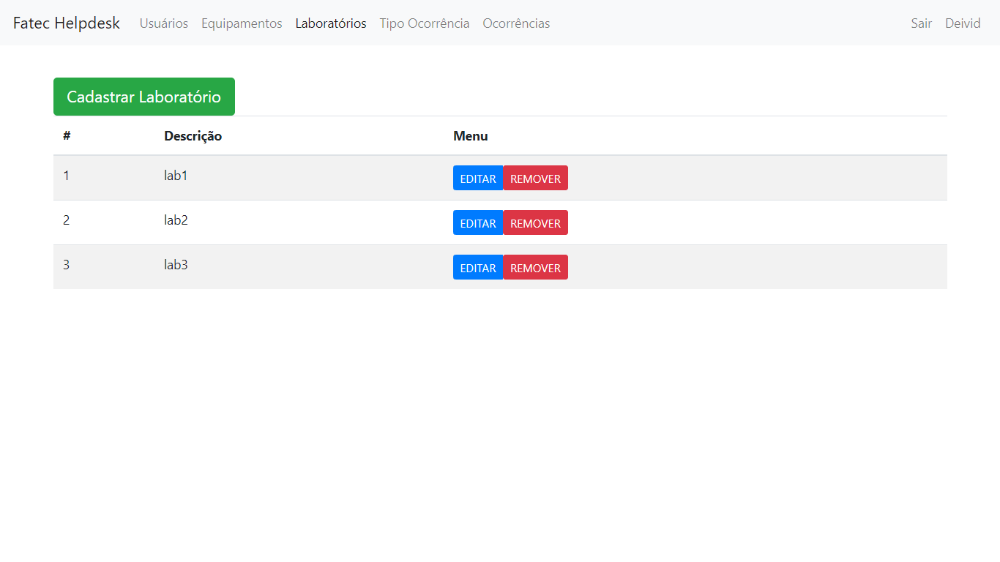 Fatec Helpdesk Usuários Equipamentos Laboratórios Tipo Ocorrência Ocorrências Sair Deivid
Cadastrar Laboratório
# Descrição Menu
1 lab1 EDITAR REMOVER
2 lab2 EDITAR REMOVER
3 lab3 EDITAR REMOVER